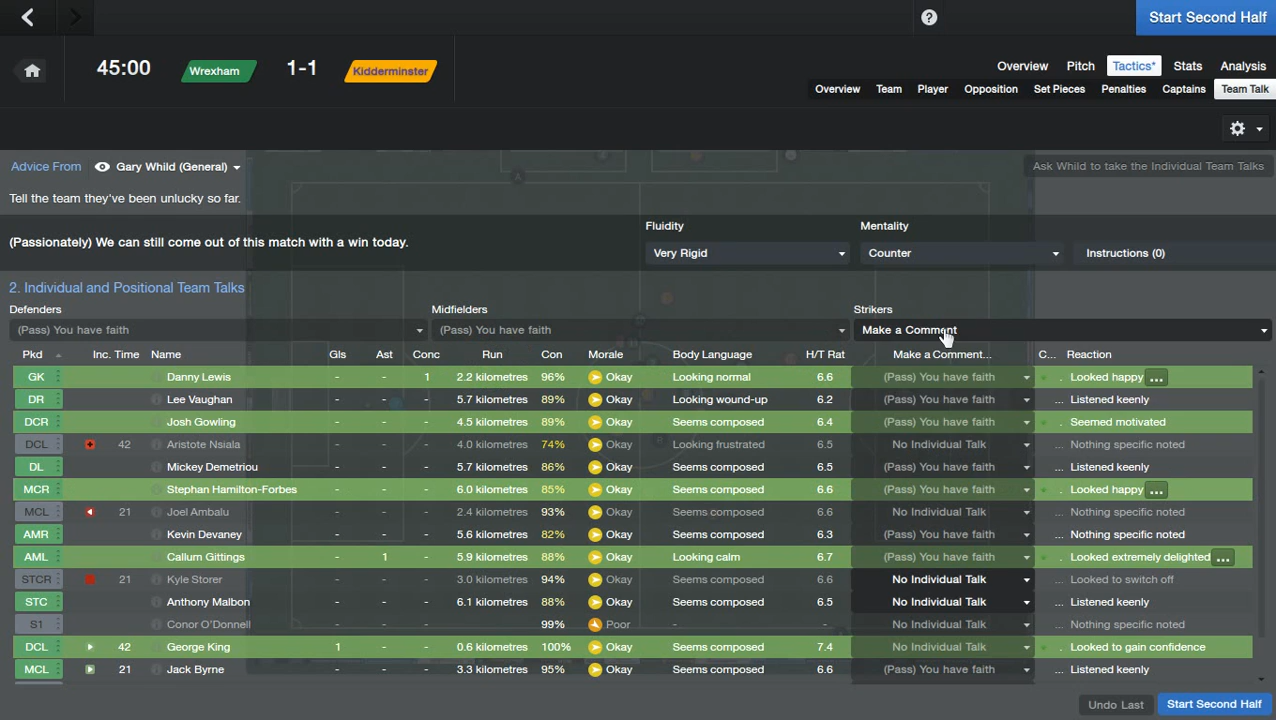 Start Second Half
45:00 Wrexham 1-1 Kidderminster
Overview Pitch Tactics* Stats Analysis
Overview Team Player Opposition Set Pieces Penalties Captains Team Talk
Advice From Gary Whild (General) Ask Whild to take the Individual Team Talks
Tell the team they've been unlucky so far.
Fluidity Mentality
(Passionately) We can still come out of this match with a win today.
Very Rigid Counter Instructions (0)
2. Individual and Positional Team Talks
Defenders Midfielders Strikers
(Pass) You have faith (Pass) You have faith Make a Comment
Pkd Inc. Time Name Gls Ast Conc Run Con Morale Body Language H/T Rat Make a Comment... C... Reaction
GK Danny Lewis - - 1 2.2 kilometres 96% Okay Looking normal 6.6 (Pass) You have faith . Looked happy ...
DR Lee Vaughan - - - 5.7 kilometres 89% Okay Looking wound-up 6.2 (Pass) You have faith ... Listened keenly
DCR Josh Gowling - - - 4.5 kilometres 89% Okay Seems composed 6.4 (Pass) You have faith . Seemed motivated
DCL 42 Aristote Nsiala - - - 4.0 kilometres 74% Okay Looking frustrated 6.5 No Individual Talk ... Nothing specific noted
DL Mickey Demetriou - - - 5.7 kilometres 86% Okay Seems composed 6.5 (Pass) You have faith ... Listened keenly
MCR Stephan Hamilton-Forbes - - - 6.0 kilometres 85% Okay Seems composed 6.6 (Pass) You have faith . Looked happy ...
MCL 21 Joel Ambalu - - - 2.4 kilometres 93% Okay Seems composed 6.6 No Individual Talk ... Nothing specific noted
AMR Kevin Devaney - - - 5.6 kilometres 82% Okay Seems composed 6.3 (Pass) You have faith ... Nothing specific noted
AML Callum Gittings - 1 - 5.9 kilometres 88% Okay Looking calm 6.7 (Pass) You have faith . Looked extremely delighted ...
STCR 21 Kyle Storer - - - 3.0 kilometres 94% Okay Seems composed 6.6 No Individual Talk ... Looked to switch off
STC Anthony Malbon - - - 6.1 kilometres 88% Okay Seems composed 6.5 No Individual Talk ... Listened keenly
S1 Conor O'Donnell - - - 99% Poor - - No Individual Talk ... Nothing specific noted
DCL 42 George King 1 - - 0.6 kilometres 100% Okay Seems composed 7.4 No Individual Talk . Looked to gain confidence
MCL 21 Jack Byrne - - - 3.3 kilometres 95% Okay Seems composed 6.6 (Pass) You have faith ... Listened keenly
Undo Last Start Second Half